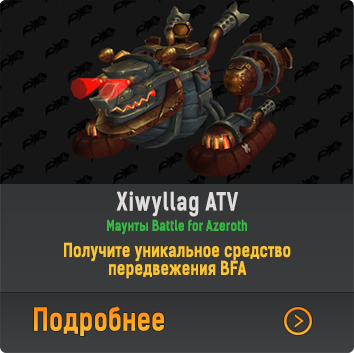 Xiwyllag ATV
Маунты Battle for Azeroth
Получите уникальное средство
передвежения BFA
Подробнее